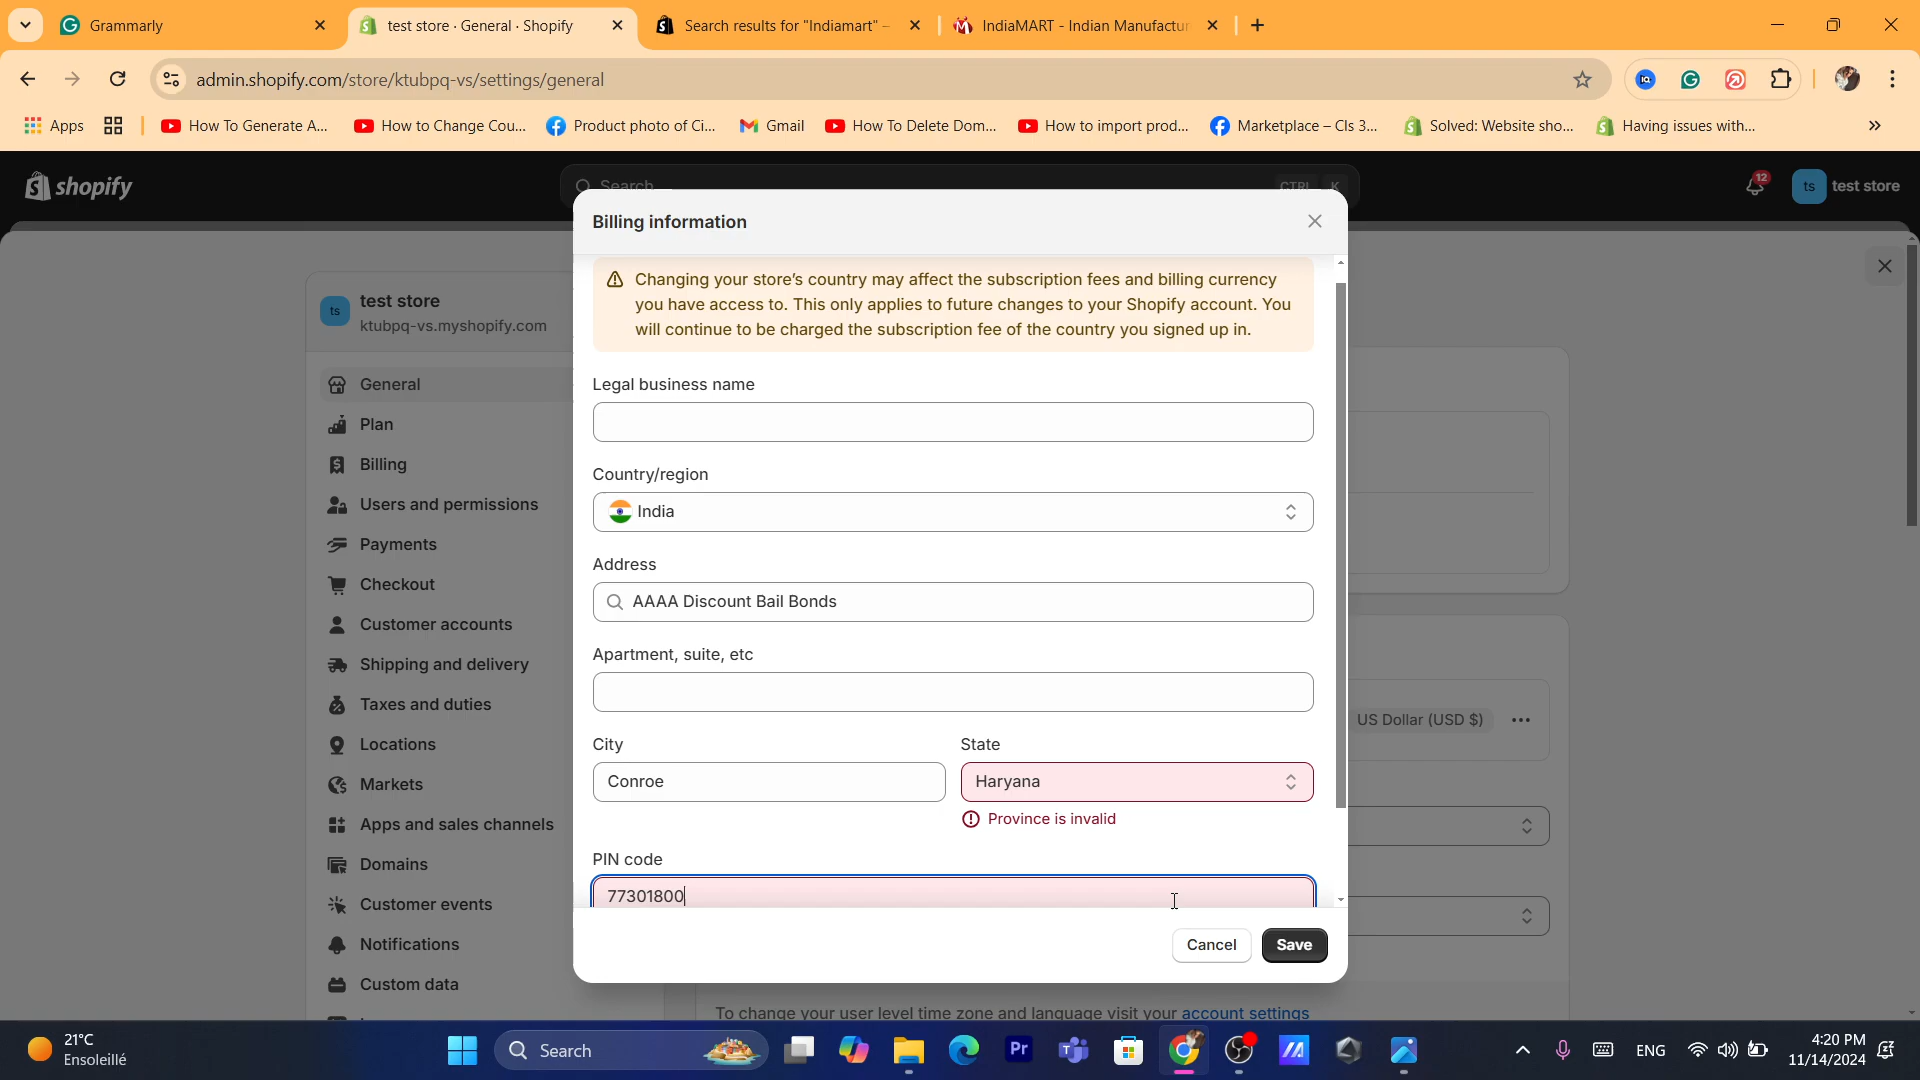 Grammarly
test store · General · Shopify
Search results for "Indiamart" –
IndiaMART - Indian Manufactur
admin.shopify.com/store/ktubpq-vs/settings/general
Apps
How To Generate A...
How to Change Cou...
Product photo of Ci...
Gmail
How To Delete Dom...
How to import prod...
Marketplace – Cls 3...
Solved: Website sho...
Having issues with...
shopify
Search
CTRL K
12
ts
test store
Billing information
Changing your store's country may affect the subscription fees and billing currency
you have access to. This only applies to future changes to your Shopify account. You
will continue to be charged the subscription fee of the country you signed up in.
ts
test store
ktubpq-vs.myshopify.com
General
Plan
Billing
Users and permissions
Payments
Checkout
Customer accounts
Shipping and delivery
Taxes and duties
Locations
Markets
Apps and sales channels
Domains
Customer events
Notifications
Custom data
Legal business name
Country/region
India
Address
AAAA Discount Bail Bonds
Apartment, suite, etc
City
State
Conroe
Haryana
Province is invalid
PIN code
77301800
Cancel
Save
US Dollar (USD $)
To change your user level time zone and language visit your account settings
21°C
Ensoleillé
Search
Pr
ENG
4:20 PM
11/14/2024